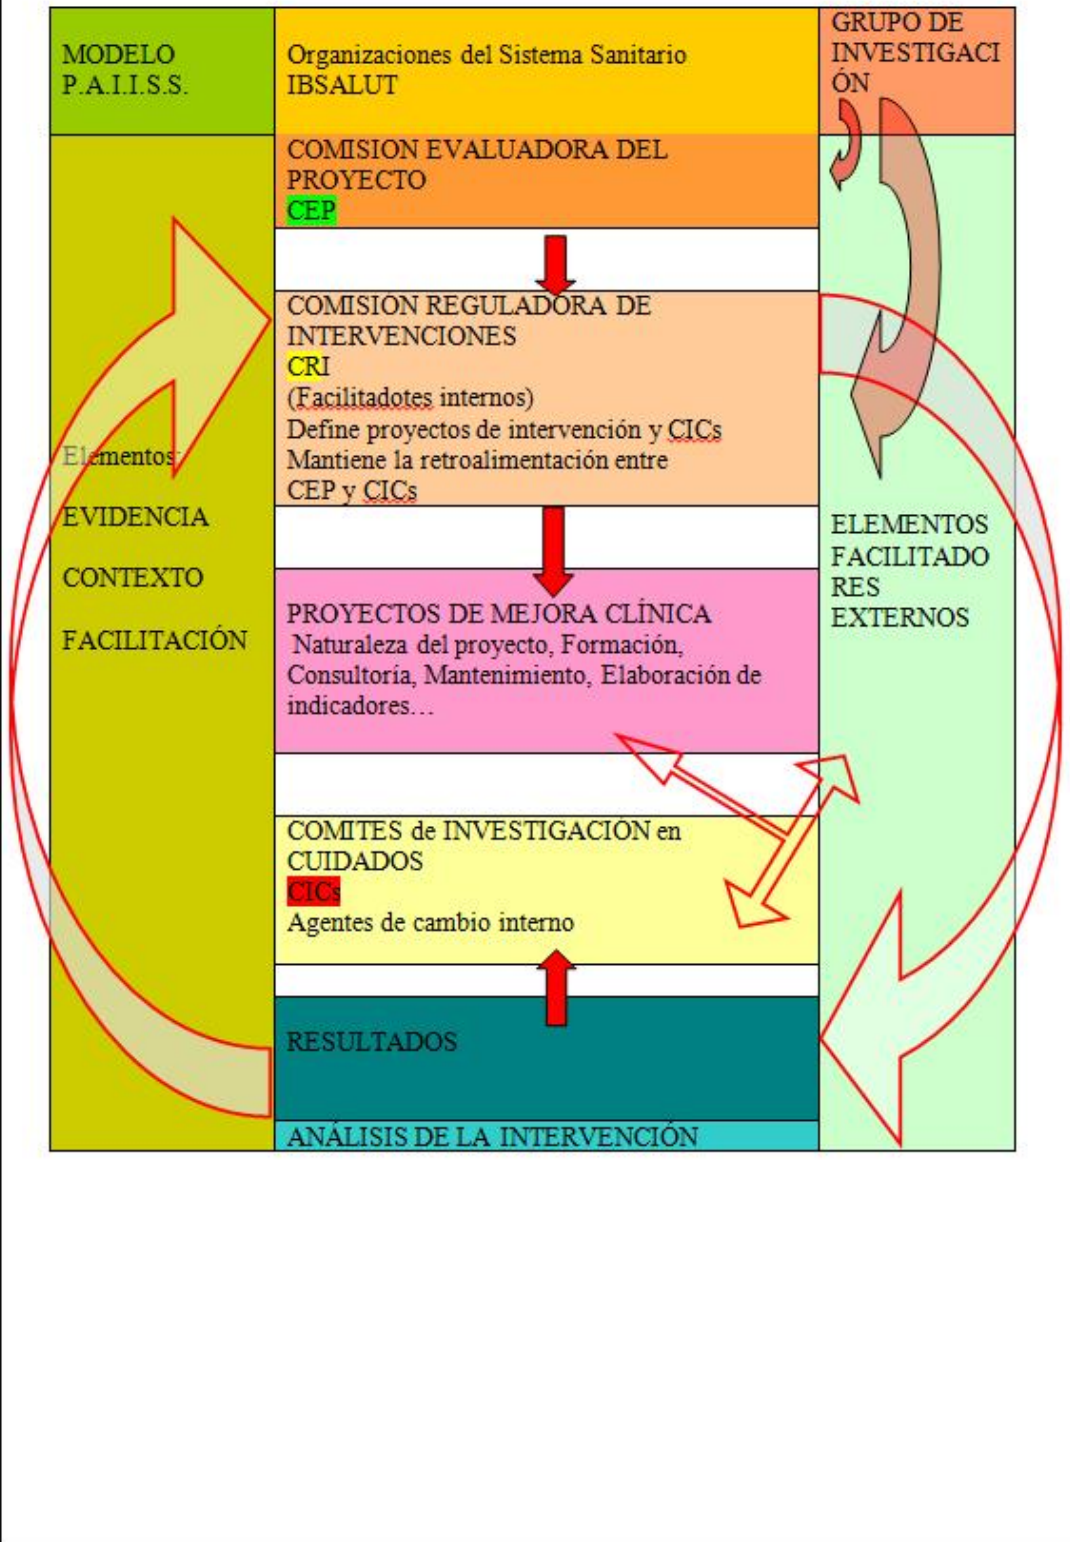 MODELO
P.A.I.I.S.S.
Organizaciones del Sistema Sanitario
IBSALUT
GRUPO DE
INVESTIGACI
ÓN
COMISION EVALUADORA DEL
PROYECTO
CEP
COMISIÓN REGULADORA DE
INTERVENCIONES
CRI
(Facilitadotes internos)
Define proyectos de intervención y CICs
Mantiene la retroalimentación entre
CEP y CICs
Elementos:
EVIDENCIA
CONTEXTO
FACILITACIÓN
ELEMENTOS
FACILITADO
RES
EXTERNOS
PROYECTOS DE MEJORA CLÍNICA
Naturaleza del proyecto, Formación,
Consultoría, Mantenimiento, Elaboración de
indicadores…
COMITES de INVESTIGACIÓN en
CUIDADOS
CICs
Agentes de cambio interno
RESULTADOS
ANÁLISIS DE LA INTERVENCIÓN